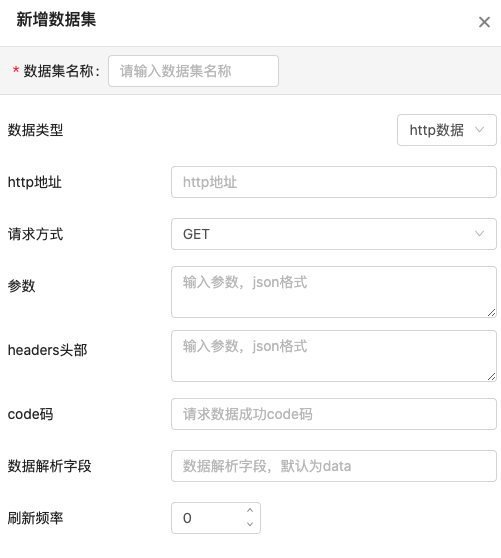 新增数据集
* 数据集名称： 请输入数据集名称
数据类型 http数据
http地址 http地址
请求方式 GET
参数 输入参数，json格式
headers头部 输入参数，json格式
code码 请求数据成功code码
数据解析字段 数据解析字段，默认为data
刷新频率 0